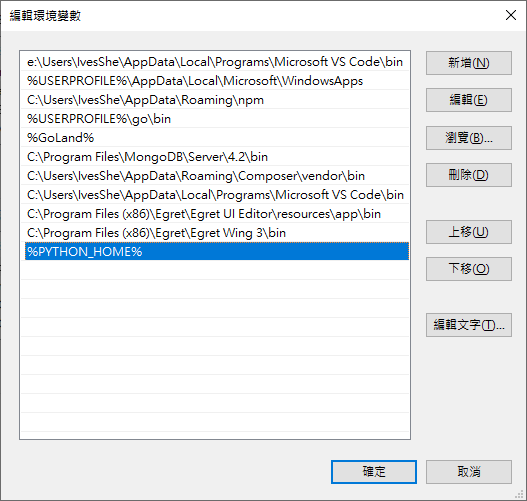 編輯環境變數
e:\Users\IvesShe\AppData\Local\Programs\Microsoft VS Code\bin
%USERPROFILE%\AppData\Local\Microsoft\WindowsApps
C:\Users\IvesShe\AppData\Roaming\npm
%USERPROFILE%\go\bin
%GoLand%
C:\Program Files\MongoDB\Server\4.2\bin
C:\Users\IvesShe\AppData\Roaming\Composer\vendor\bin
C:\Users\IvesShe\AppData\Local\Programs\Microsoft VS Code\bin
C:\Program Files (x86)\Egret\Egret UI Editor\resources\app\bin
C:\Program Files (x86)\Egret\Egret Wing 3\bin
%PYTHON_HOME%
新增(N)
編輯(E)
瀏覽(B)...
刪除(D)
上移(U)
下移(O)
編輯文字(T)...
確定
取消